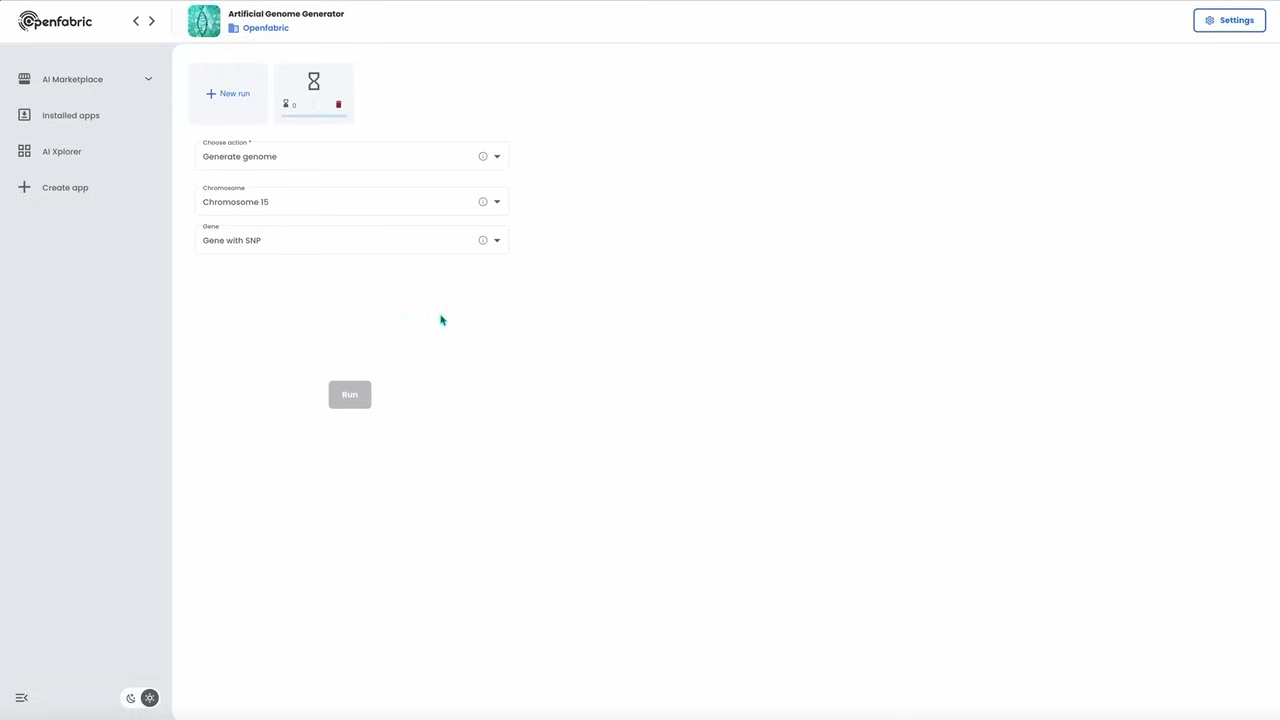 Openfabric
Artificial Genome Generator
Openfabric
Settings
AI Marketplace
Installed apps
AI Xplorer
Create app
New run
0
Choose action *
Generate genome
Chromosome
Chromosome 15
Gene
Gene with SNP
Run